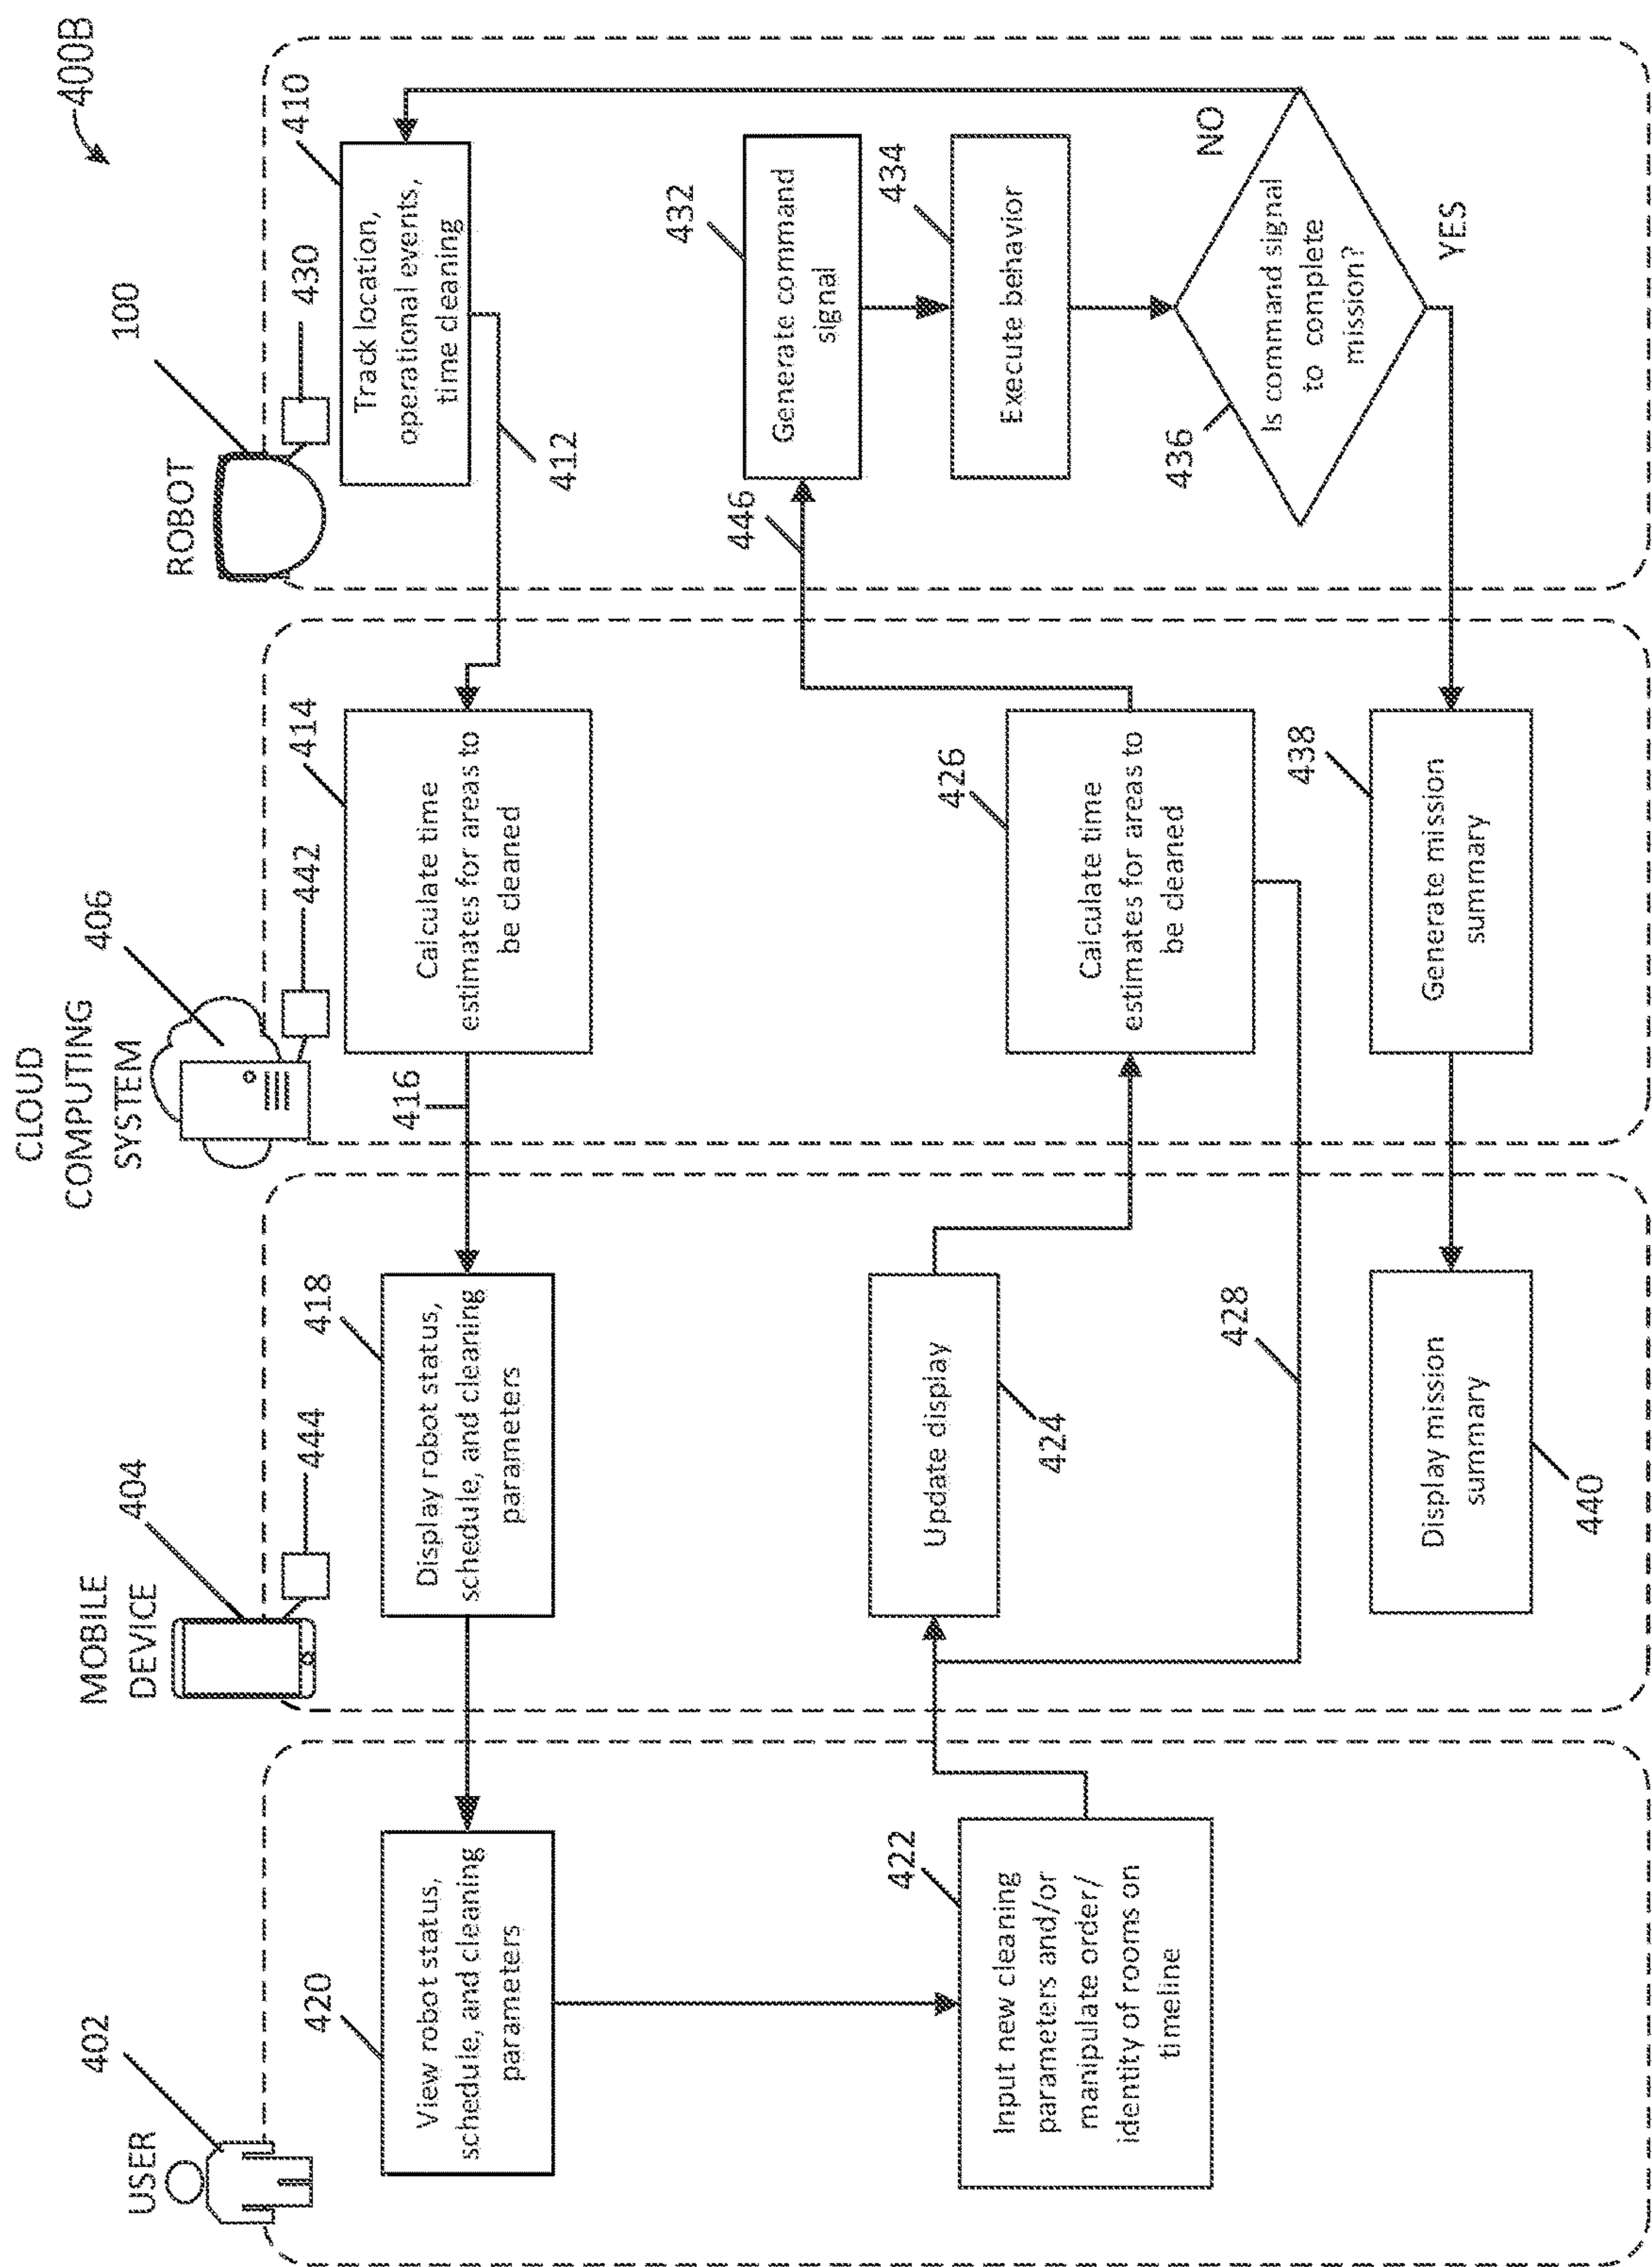 400B
USER
402
MOBILE
DEVICE
404
444
CLOUD
COMPUTING
SYSTEM
406
442
ROBOT
100
430
420
View robot status,
schedule, and cleaning
parameters
418
Display robot status,
schedule, and cleaning
parameters
416
414
Calculate time
estimates for areas to
be cleaned
412
410
Track location,
operational events,
time cleaning
422
Input new cleaning
parameters and/or
manipulate order/
identity of rooms on
timeline
Update display
424
428
426
Calculate time
estimates for areas to
be cleaned
446
432
Generate command
signal
434
Execute behavior
436
Is command signal
to complete
mission?
NO
YES
438
Generate mission
summary
Display mission
summary
440